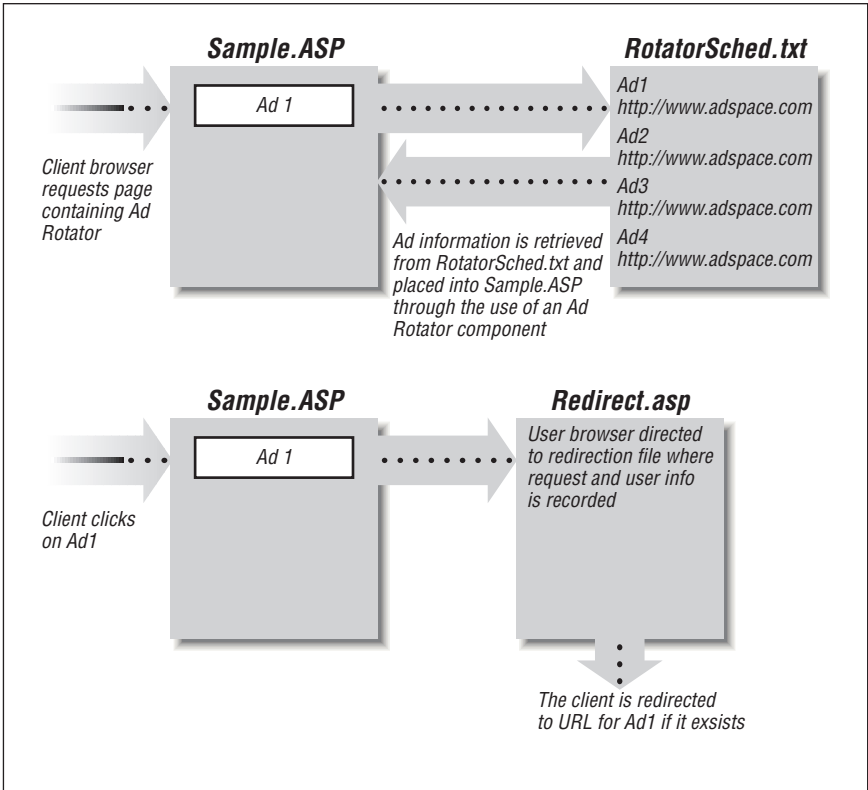 Sample.ASP
RotatorSched.txt
Ad 1
Client browser
requests page
containing Ad
Rotator
Ad1
http://www.adspace.com
Ad2
http://www.adspace.com
Ad3
http://www.adspace.com
Ad4
http://www.adspace.com
Ad information is retrieved
from RotatorSched.txt and
placed into Sample.ASP
through the use of an Ad
Rotator component
Sample.ASP
Redirect.asp
Ad 1
Client clicks
on Ad1
User browser directed
to redirection file where
request and user info
is recorded
The client is redirected
to URL for Ad1 if it exsists